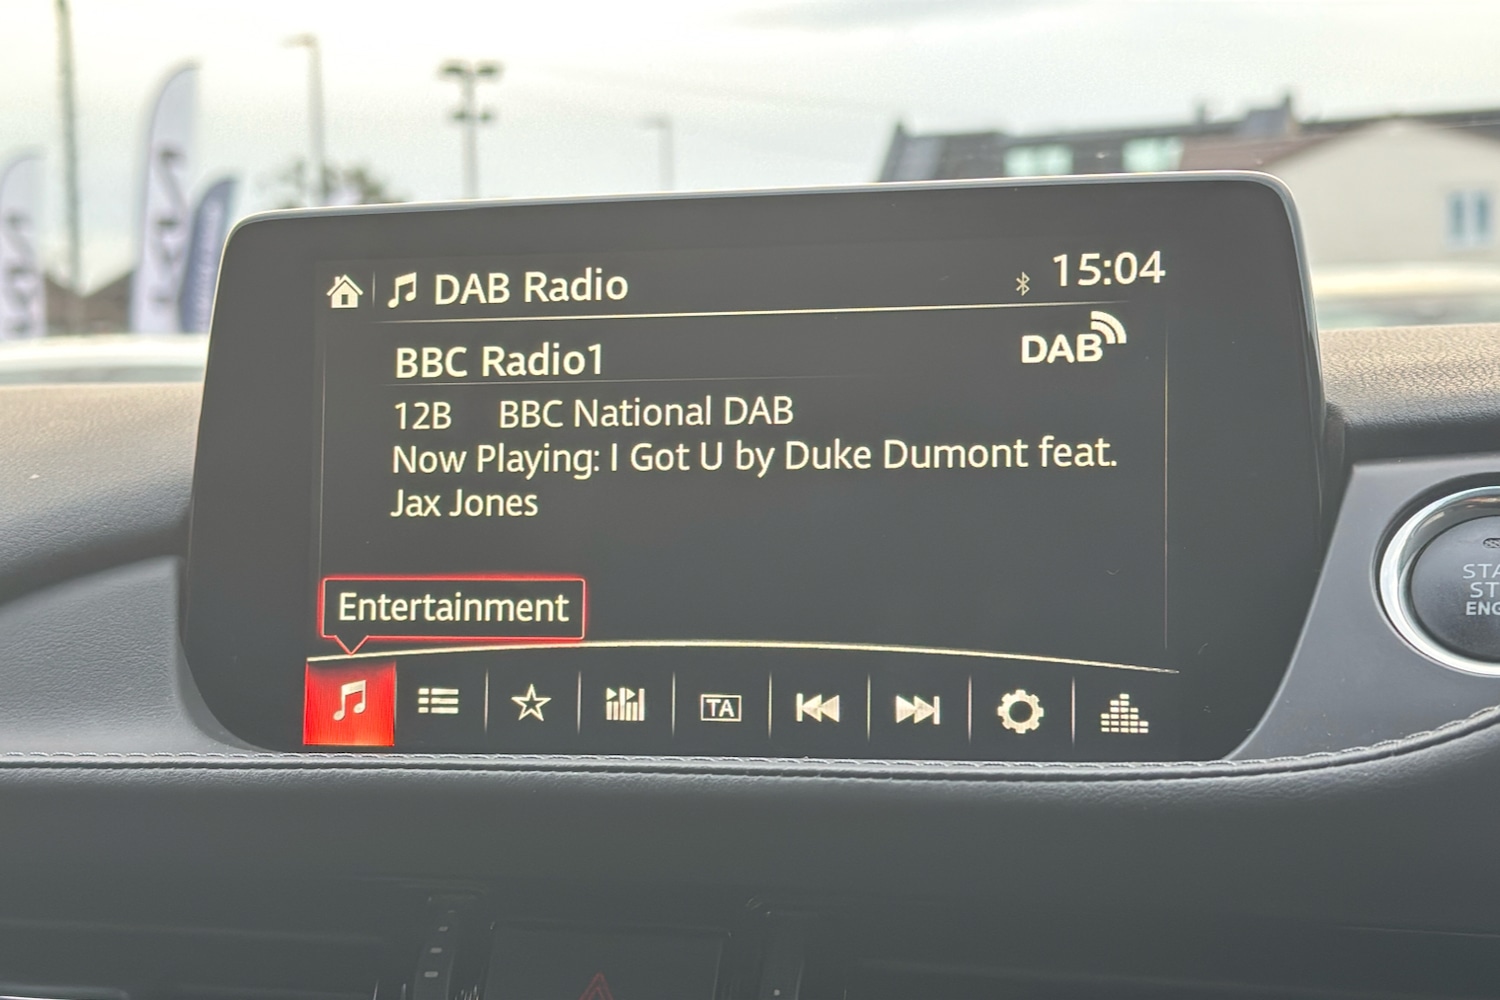 DAB Radio
15:04
BBC Radio1
DAB
12B BBC National DAB
Now Playing: I Got U by Duke Dumont feat.
Jax Jones
Entertainment
TA